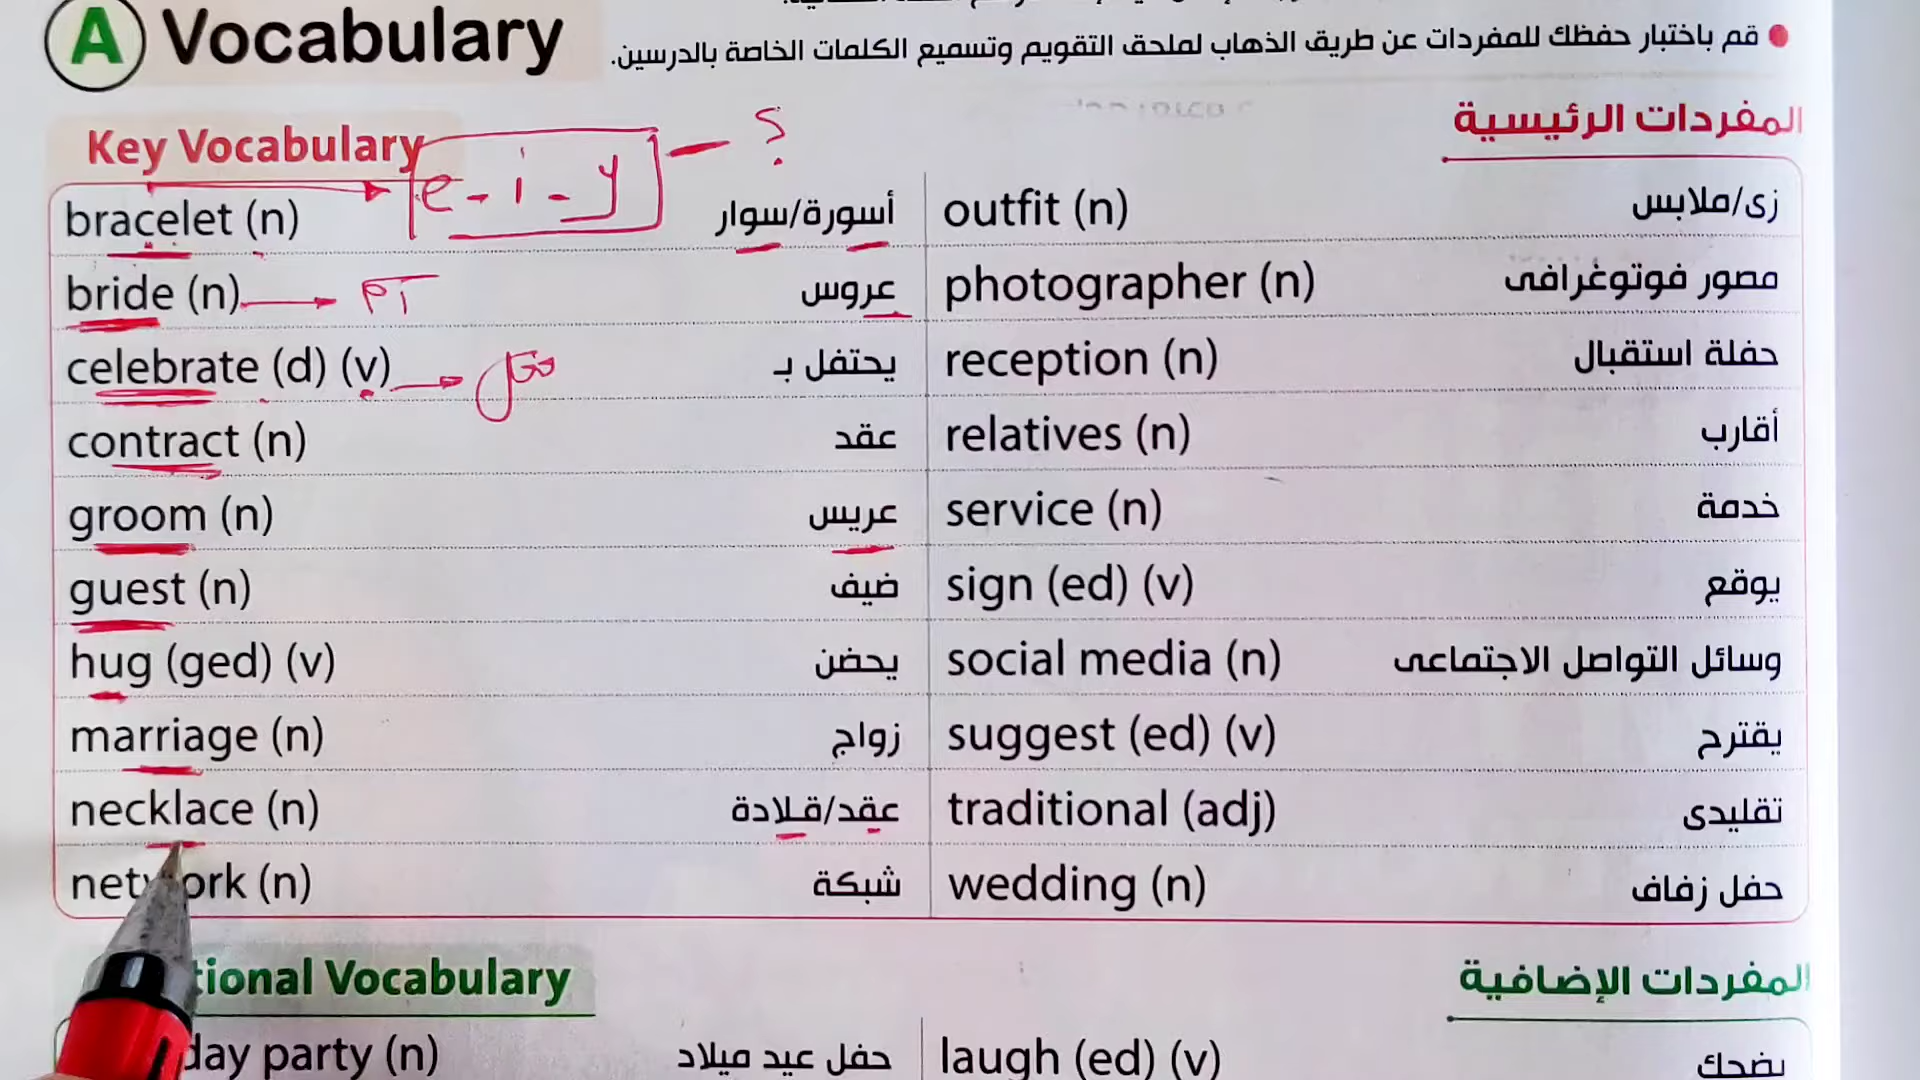 A Vocabulary
قم باختبار حفظك للمفردات عن طريق الذهاب لملحق التقويم وتسميع الكلمات الخاصة بالدرسين.
Key Vocabulary
المفردات الرئيسية
e - i - y
s
bracelet (n) أسورة/سوار outfit (n) زى/ملابس
bride (n) عروس photographer (n) مصور فوتوغرافى
celebrate (d) (v) يحتفل بـ reception (n) حفلة استقبال
contract (n) عقد relatives (n) أقارب
groom (n) عريس service (n) خدمة
guest (n) ضيف sign (ed) (v) يوقع
hug (ged) (v) يحضن social media (n) وسائل التواصل الاجتماعى
marriage (n) زواج suggest (ed) (v) يقترح
necklace (n) عقد/قلادة traditional (adj) تقليدى
network (n) شبكة wedding (n) حفل زفاف
tional Vocabulary
المفردات الإضافية
day party (n) حفل عيد ميلاد laugh (ed) (v) يضحك